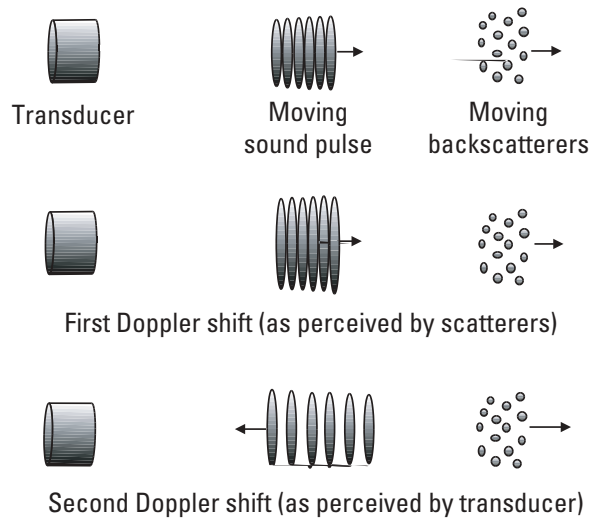 Transducer
Moving
sound pulse
Moving
backscatterers
First Doppler shift (as perceived by scatterers)
Second Doppler shift (as perceived by transducer)